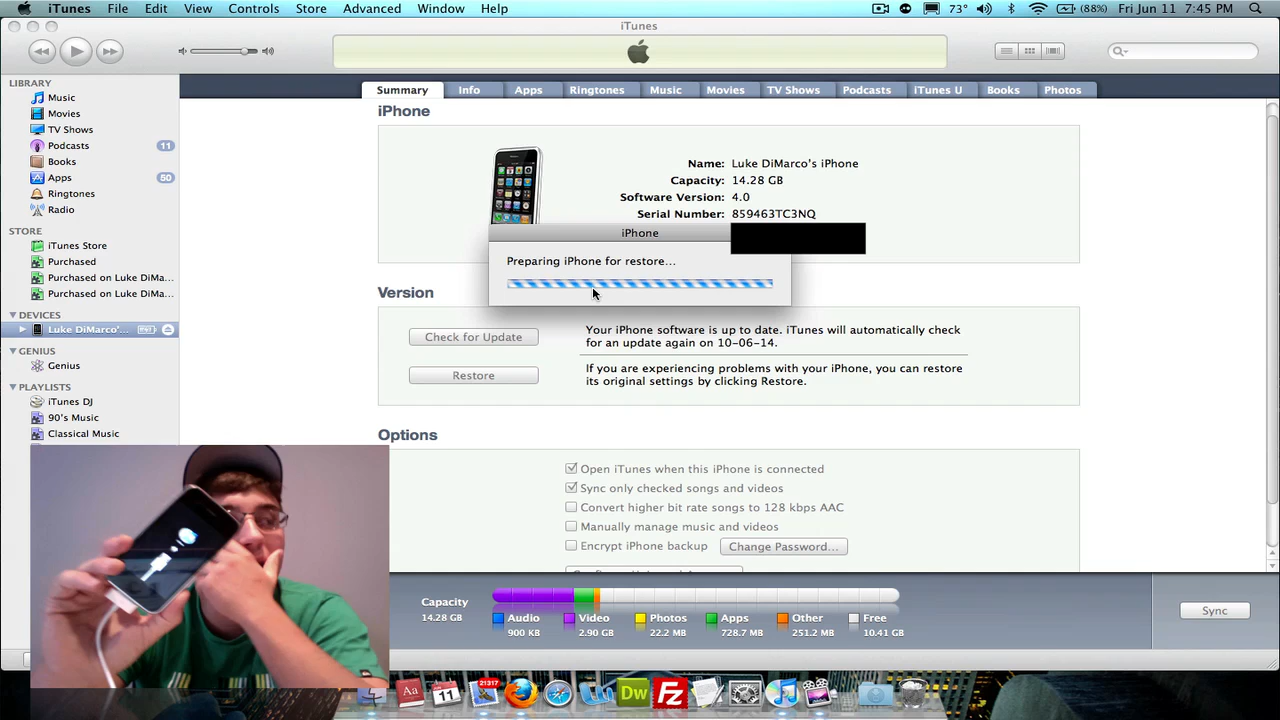 iTunes File Edit View Controls Store Advanced Window Help 73° (88%) Fri Jun 11 7:45 PM
iTunes
LIBRARY
Music
Movies
TV Shows
Podcasts 11
Books
Apps 50
Ringtones
Radio
STORE
iTunes Store
Purchased
Purchased on Luke DiMa...
Purchased on Luke DiMa...
DEVICES
Luke DiMarco'...
GENIUS
Genius
PLAYLISTS
iTunes DJ
90's Music
Classical Music
Summary Info Apps Ringtones Music Movies TV Shows Podcasts iTunes U Books Photos
iPhone
Name: Luke DiMarco's iPhone
Capacity: 14.28 GB
Software Version: 4.0
Serial Number: 859463TC3NQ
iPhone
Preparing iPhone for restore...
Version
Check for Update
Your iPhone software is up to date. iTunes will automatically check
for an update again on 10-06-14.
Restore
If you are experiencing problems with your iPhone, you can restore
its original settings by clicking Restore.
Options
Open iTunes when this iPhone is connected
Sync only checked songs and videos
Convert higher bit rate songs to 128 kbps AAC
Manually manage music and videos
Encrypt iPhone backup Change Password...
Capacity
14.28 GB
Audio
900 KB
Video
2.90 GB
Photos
22.2 MB
Apps
728.7 MB
Other
251.2 MB
Free
10.41 GB
Sync
Aa
11
21317
Dw
Fz